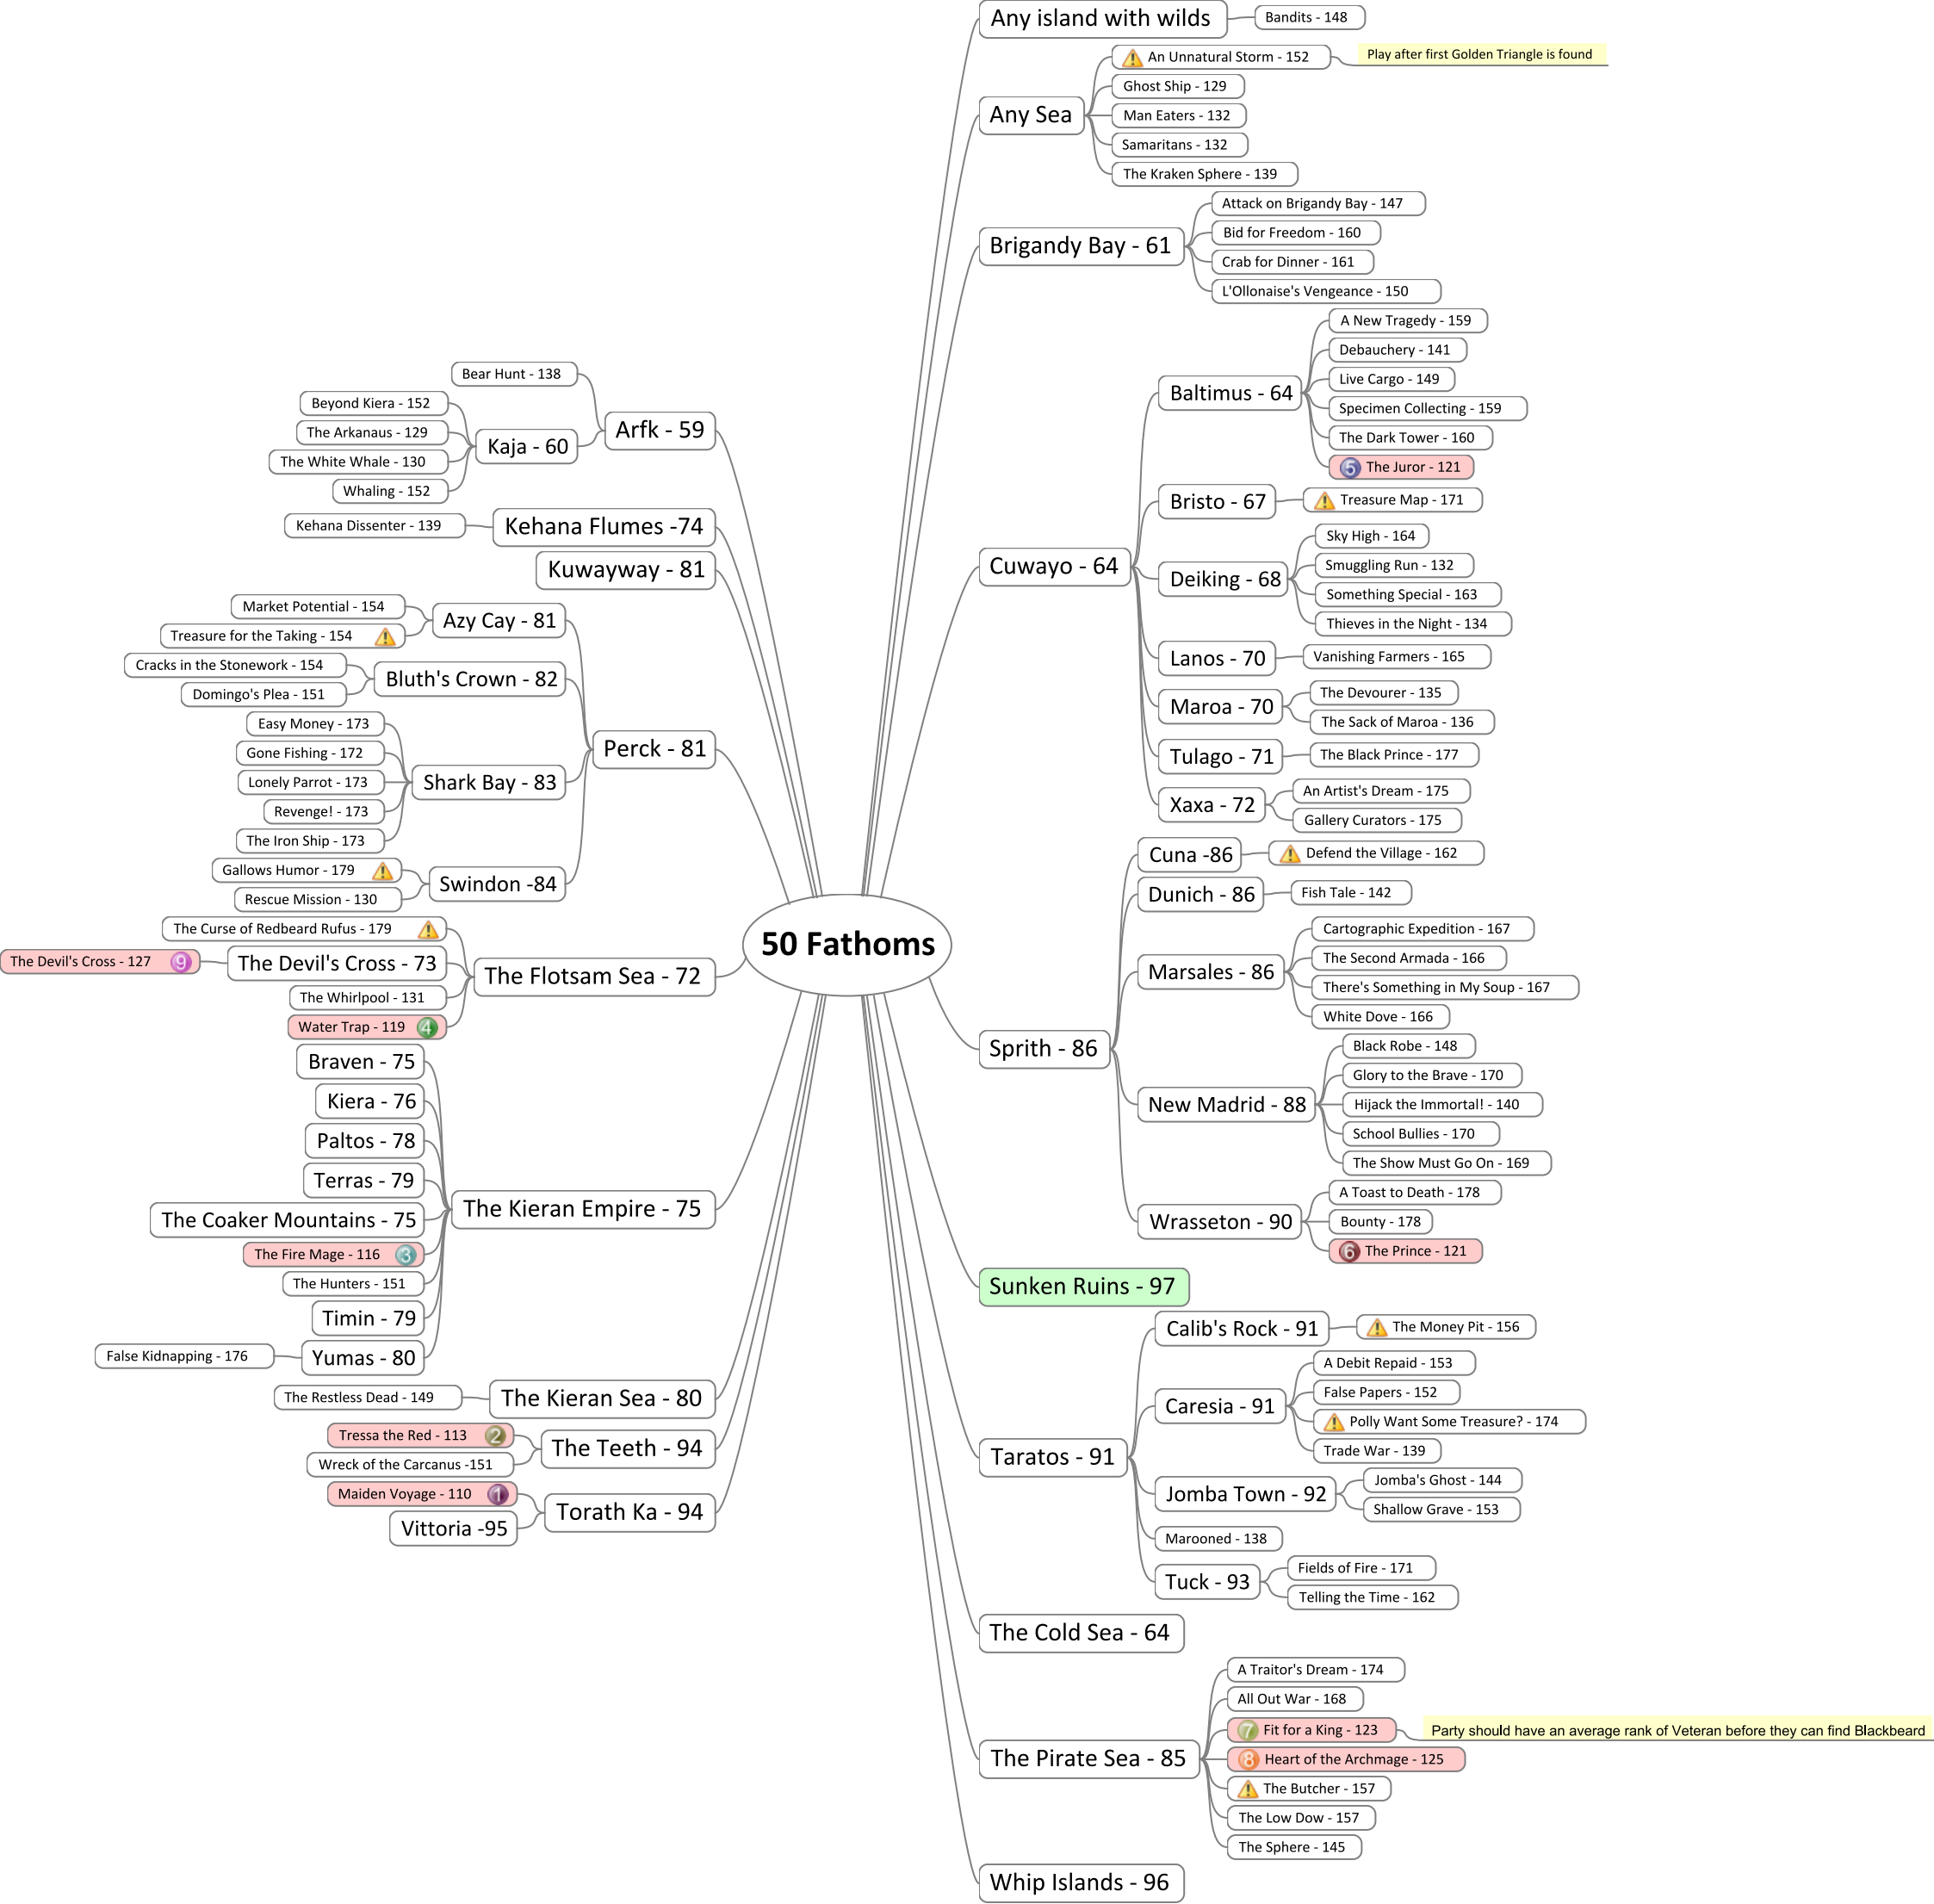 50 Fathoms
Any island with wilds
Bandits - 148
Any Sea
An Unnatural Storm - 152
Play after first Golden Triangle is found
Ghost Ship - 129
Man Eaters - 132
Samaritans - 132
The Kraken Sphere - 139
Brigandy Bay - 61
Attack on Brigandy Bay - 147
Bid for Freedom - 160
Crab for Dinner - 161
L'Ollonaise's Vengeance - 150
Cuwayo - 64
Baltimus - 64
A New Tragedy - 159
Debauchery - 141
Live Cargo - 149
Specimen Collecting - 159
The Dark Tower - 160
5 The Juror - 121
Bristo - 67
Treasure Map - 171
Deiking - 68
Sky High - 164
Smuggling Run - 132
Something Special - 163
Thieves in the Night - 134
Lanos - 70
Vanishing Farmers - 165
Maroa - 70
The Devourer - 135
The Sack of Maroa - 136
Tulago - 71
The Black Prince - 177
Xaxa - 72
An Artist's Dream - 175
Gallery Curators - 175
Sprith - 86
Cuna -86
Defend the Village - 162
Dunich - 86
Fish Tale - 142
Marsales - 86
Cartographic Expedition - 167
The Second Armada - 166
There's Something in My Soup - 167
White Dove - 166
New Madrid - 88
Black Robe - 148
Glory to the Brave - 170
Hijack the Immortal! - 140
School Bullies - 170
The Show Must Go On - 169
Wrasseton - 90
A Toast to Death - 178
Bounty - 178
6 The Prince - 121
Sunken Ruins - 97
Taratos - 91
Calib's Rock - 91
The Money Pit - 156
Caresia - 91
A Debit Repaid - 153
False Papers - 152
Polly Want Some Treasure? - 174
Trade War - 139
Jomba Town - 92
Jomba's Ghost - 144
Shallow Grave - 153
Marooned - 138
Tuck - 93
Fields of Fire - 171
Telling the Time - 162
The Cold Sea - 64
The Pirate Sea - 85
A Traitor's Dream - 174
All Out War - 168
7 Fit for a King - 123
Party should have an average rank of Veteran before they can find Blackbeard
8 Heart of the Archmage - 125
The Butcher - 157
The Low Dow - 157
The Sphere - 145
Whip Islands - 96
Arfk - 59
Bear Hunt - 138
Kaja - 60
Beyond Kiera - 152
The Arkanaus - 129
The White Whale - 130
Whaling - 152
Kehana Flumes -74
Kehana Dissenter - 139
Kuwayway - 81
Perck - 81
Azy Cay - 81
Market Potential - 154
Treasure for the Taking - 154
Bluth's Crown - 82
Cracks in the Stonework - 154
Domingo's Plea - 151
Shark Bay - 83
Easy Money - 173
Gone Fishing - 172
Lonely Parrot - 173
Revenge! - 173
The Iron Ship - 173
Swindon -84
Gallows Humor - 179
Rescue Mission - 130
The Flotsam Sea - 72
The Curse of Redbeard Rufus - 179
The Devil's Cross - 73
The Devil's Cross - 127 9
The Whirlpool - 131
Water Trap - 119 4
The Kieran Empire - 75
Braven - 75
Kiera - 76
Paltos - 78
Terras - 79
The Coaker Mountains - 75
The Fire Mage - 116 3
The Hunters - 151
Timin - 79
Yumas - 80
False Kidnapping - 176
The Kieran Sea - 80
The Restless Dead - 149
The Teeth - 94
Tressa the Red - 113 2
Wreck of the Carcanus -151
Torath Ka - 94
Maiden Voyage - 110 1
Vittoria -95